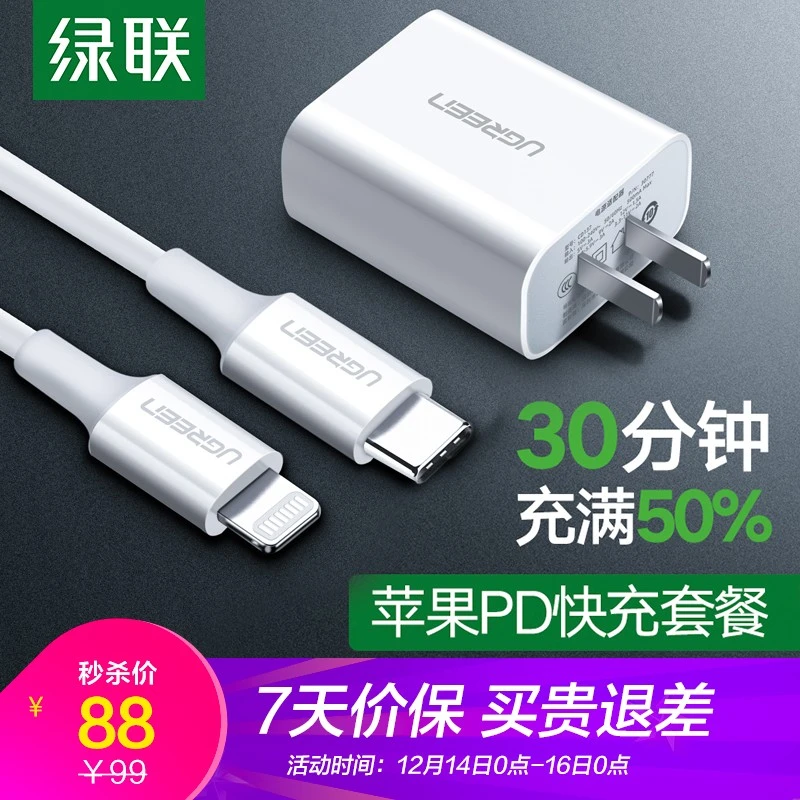 绿联
UGREEN
UGREEN
UGREEN
30分钟
充满50%
苹果PD快充套餐
秒杀价
¥ 88
¥99
7天价保 买贵退差
活动时间：12月14日0点-16日0点